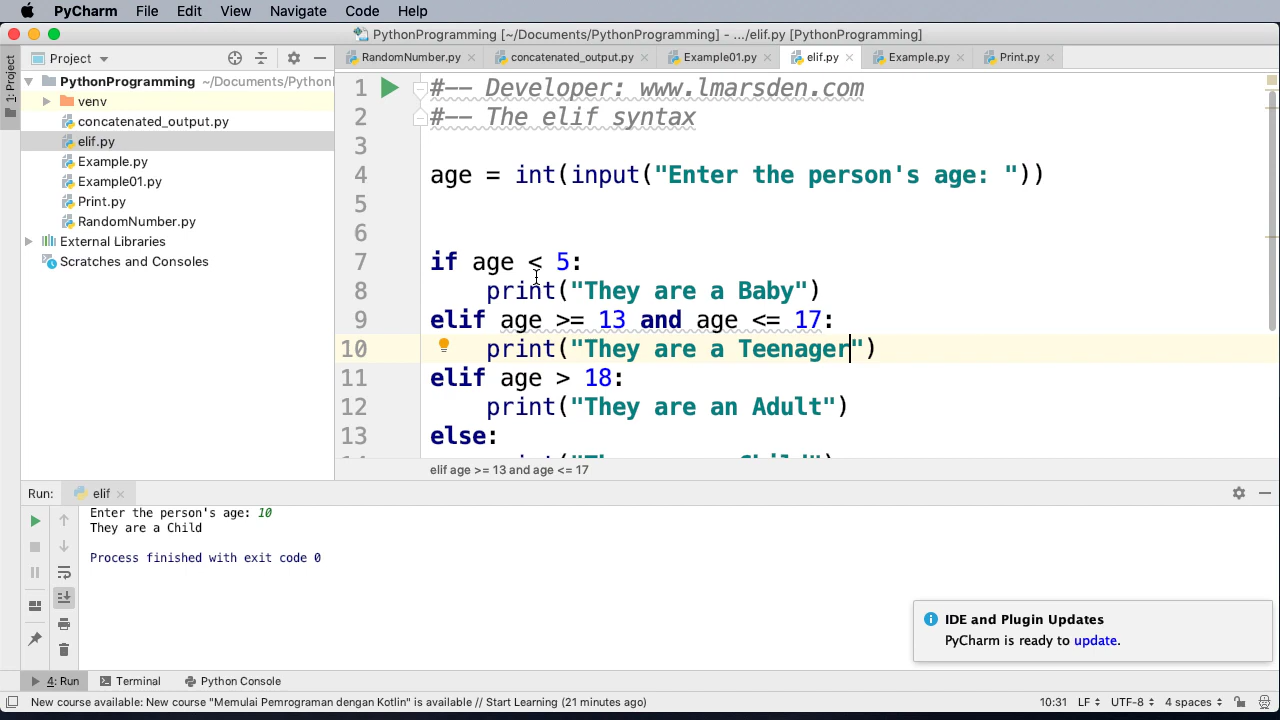 PyCharm File Edit View Navigate Code Help
PythonProgramming [~/Documents/PythonProgramming] - .../elif.py [PythonProgramming]
1: Project
Project
RandomNumber.py concatenated_output.py Example01.py elif.py Example.py Print.py
PythonProgramming ~/Documents/Python
venv
concatenated_output.py
elif.py
Example.py
Example01.py
Print.py
RandomNumber.py
External Libraries
Scratches and Consoles
1 #-- Developer: www.lmarsden.com
2 #-- The elif syntax
3
4 age = int(input("Enter the person's age: "))
5
6
7 if age < 5:
8 print("They are a Baby")
9 elif age >= 13 and age <= 17:
10 print("They are a Teenager")
11 elif age > 18:
12 print("They are an Adult")
13 else:
elif age >= 13 and age <= 17
Run: elif
Enter the person's age: 10
They are a Child
Process finished with exit code 0
IDE and Plugin Updates
PyCharm is ready to update.
4: Run Terminal Python Console
New course available: New course "Memulai Pemrograman dengan Kotlin" is available // Start Learning (21 minutes ago) 10:31 LF UTF-8 4 spaces